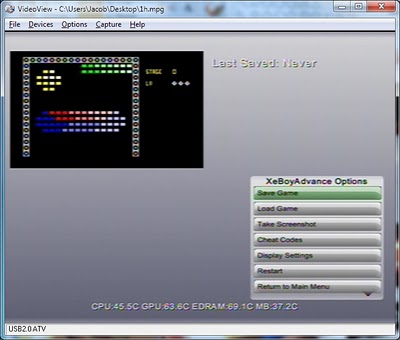 VideoView - C:\Users\Jacob\Desktop\1h.mpg
File Devices Options Capture Help
Last Saved: Never
STAGE 0
XeBoyAdvance Options
Save Game
Load Game
Take Screenshot
Cheat Codes
Display Settings
Restart
Return to Main Menu
CPU:45.5C GPU:63.6C EDRAM:69.1C MB:37.2C
USB2.0 ATV